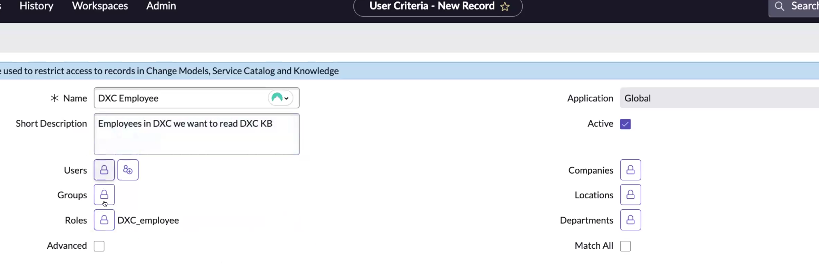 History Workspaces Admin User Criteria - New Record Search
used to restrict access to records in Change Models, Service Catalog and Knowledge
* Name DXC Employee Application Global
Short Description Employees in DXC we want to read DXC KB Active
Users Companies
Groups Locations
Roles DXC_employee Departments
Advanced Match All